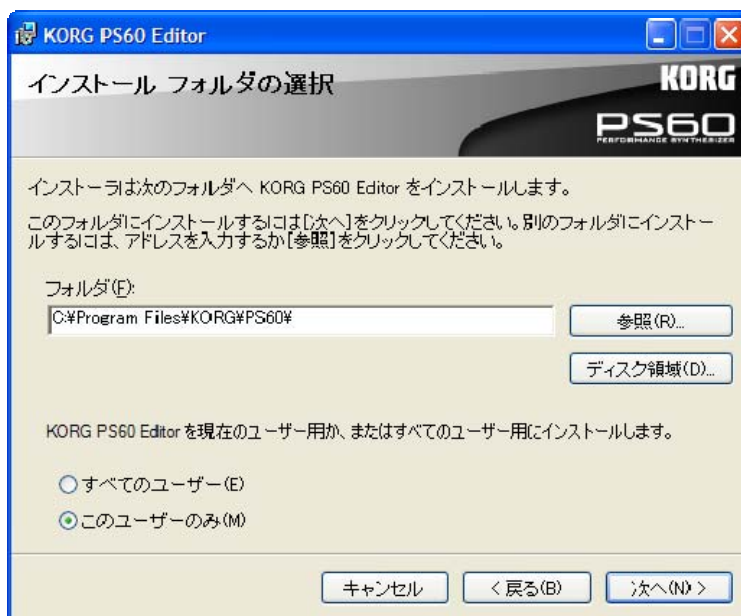 KORG PS60 Editor
インストール フォルダの選択
KORG
PS60
PERFORMANCE SYNTHESIZER
インストーラは次のフォルダへ KORG PS60 Editor をインストールします。
このフォルダにインストールするには[次へ]をクリックしてください。別のフォルダにインストー
ルするには、アドレスを入力するか[参照]をクリックしてください。
フォルダ(F):
C:¥Program Files¥KORG¥PS60¥
参照(R)...
ディスク領域(D)...
KORG PS60 Editor を現在のユーザー用か、またはすべてのユーザー用にインストールします。
すべてのユーザー(E)
このユーザーのみ(M)
キャンセル
< 戻る(B)
次へ(N) >